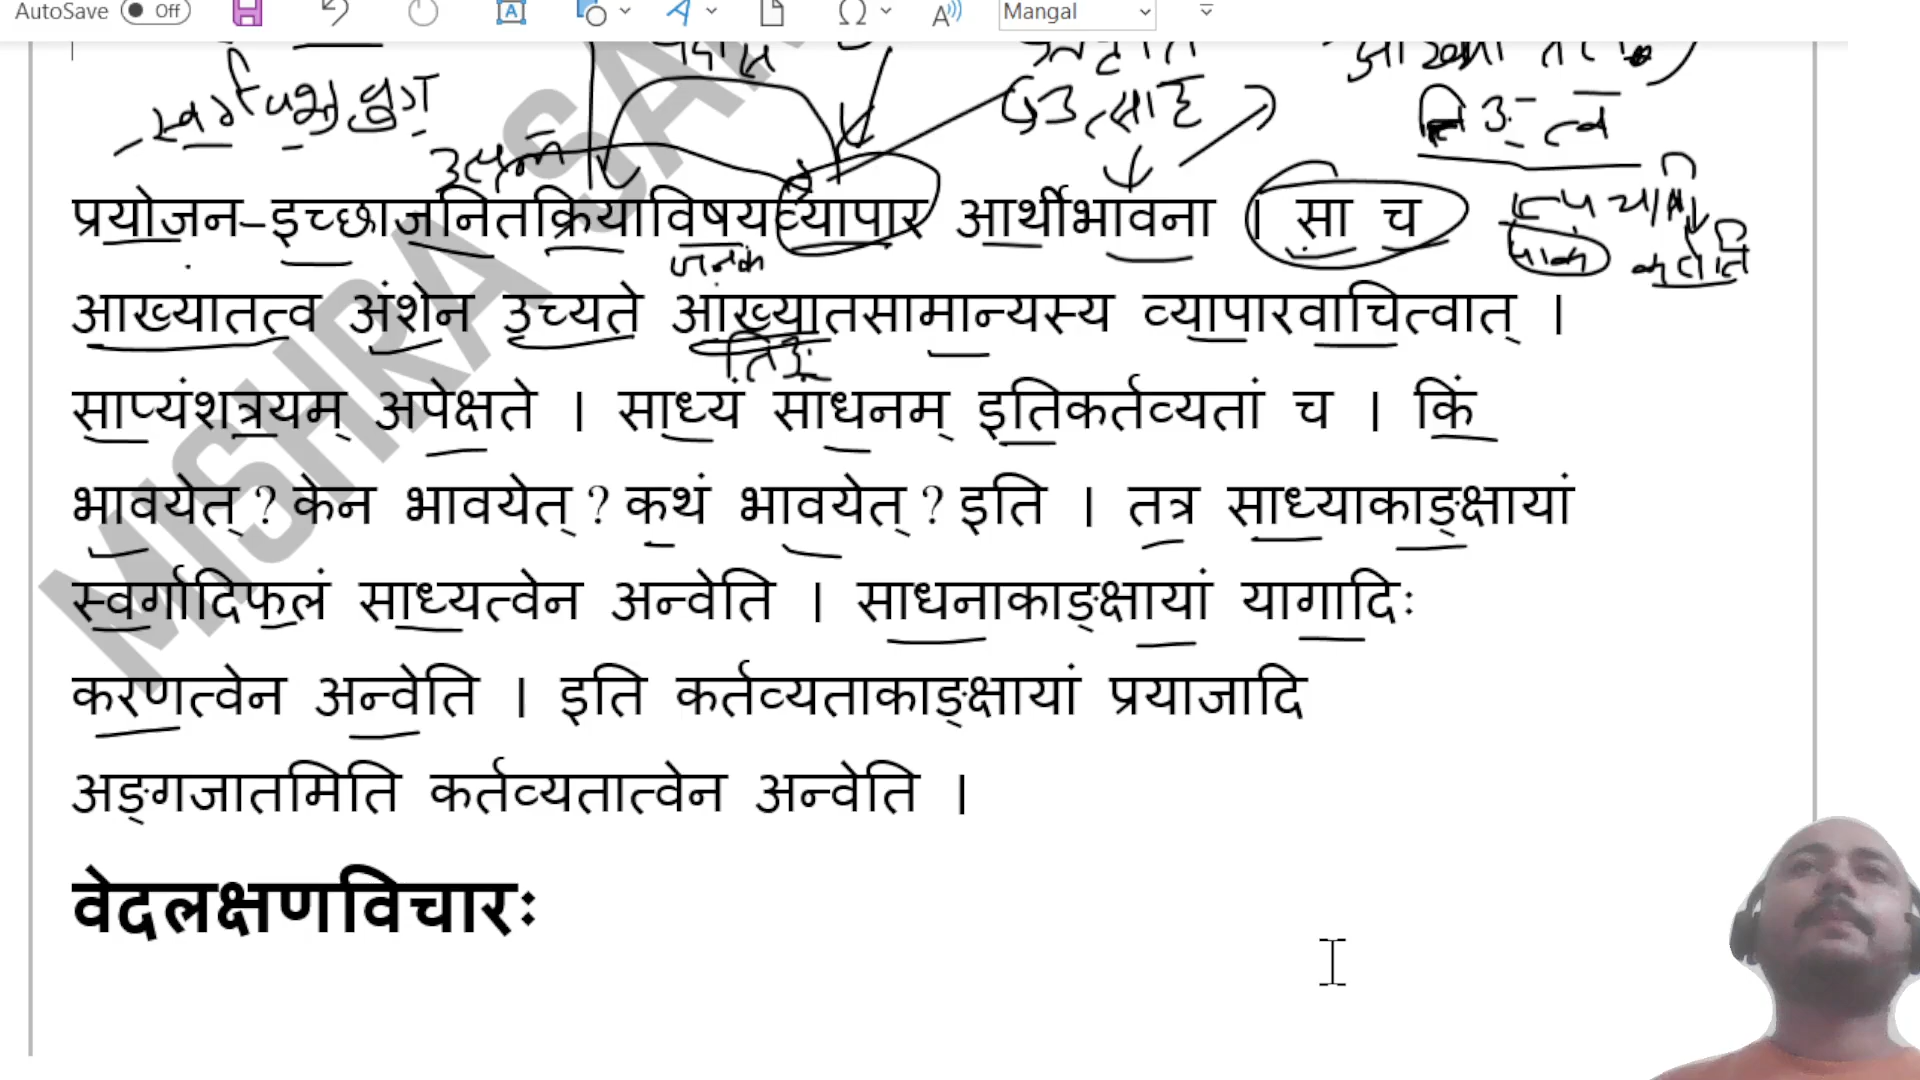 AutoSave Off Mangal
प्रयोजन–इच्छाजनितक्रियाविषयव्यापार आर्थीभावना । सा च
जनक
आख्यातत्व अंशेन उच्यते आंख्यातसामान्यस्य व्यापारवाचित्वात् ।
तिङ्
साप्यंशत्रयम् अपेक्षते । साध्यं साधनम् इतिकर्तव्यतां च । किं
भावयेत् ? केन भावयेत् ? कथं भावयेत् ? इति । तत्र साध्याकाङ्क्षायां
स्वर्गादिफलं साध्यत्वेन अन्वेति । साधनाकाङ्क्षायां यागादिः
करणत्वेन अन्वेति । इति कर्तव्यताकाङ्क्षायां प्रयाजादि
अङ्गजातमिति कर्तव्यतात्वेन अन्वेति ।
वेदलक्षणविचारः